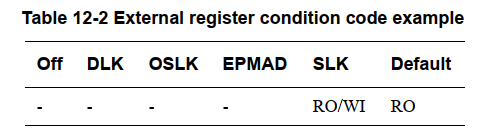 Table 12-2 External register condition code example
Off DLK OSLK EPMAD SLK Default
- - - - RO/WI RO